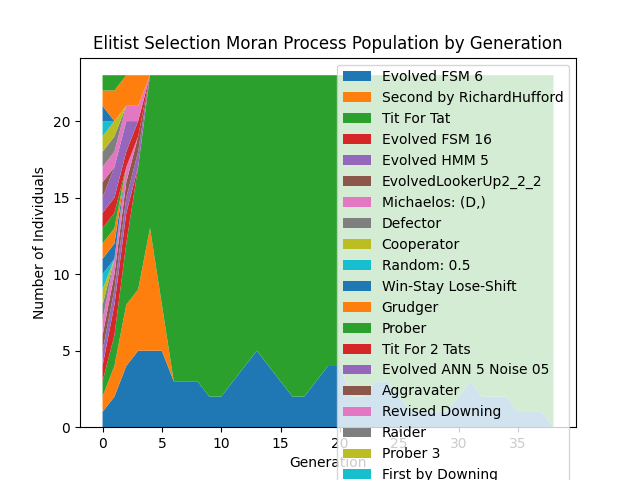 Elitist Selection Moran Process Population by Generation
Number of Individuals
20
15
10
5
0
0 5 10 15 20 25 30 35
Generation
Evolved FSM 6
Second by RichardHufford
Tit For Tat
Evolved FSM 16
Evolved HMM 5
EvolvedLookerUp2_2_2
Michaelos: (D,)
Defector
Cooperator
Random: 0.5
Win-Stay Lose-Shift
Grudger
Prober
Tit For 2 Tats
Evolved ANN 5 Noise 05
Aggravater
Revised Downing
Raider
Prober 3
First by Downing